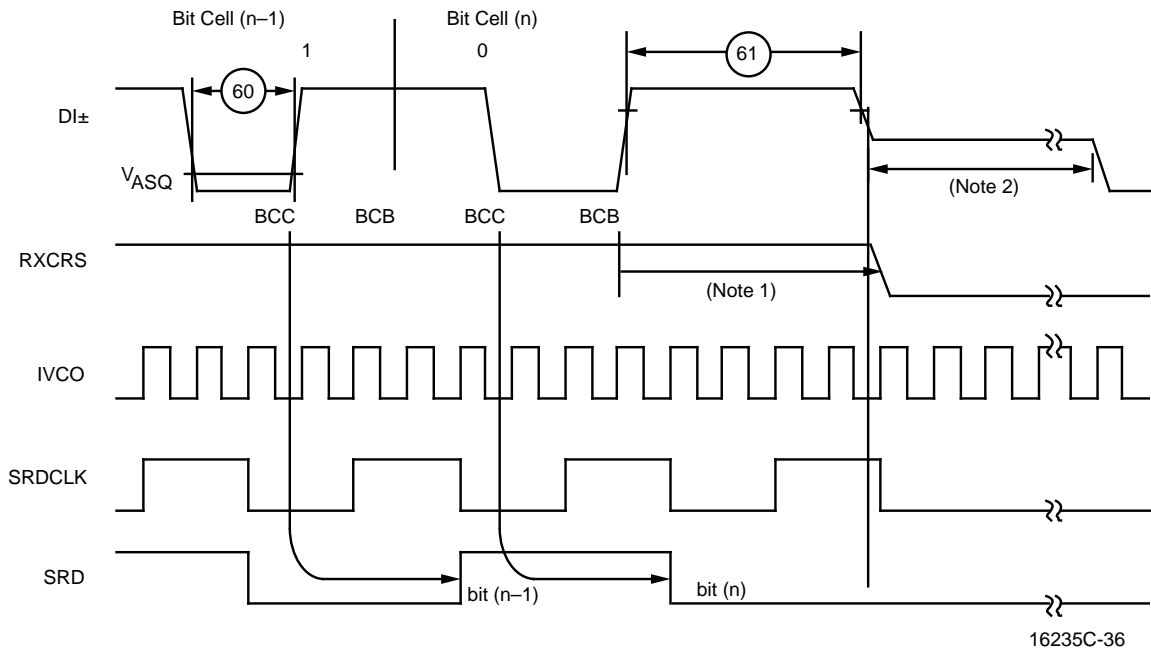 Bit Cell (n–1)
Bit Cell (n)
1
0
60
61
DI±
VASQ
(Note 2)
BCC
BCB
BCC
BCB
RXCRS
(Note 1)
IVCO
SRDCLK
SRD
bit (n–1)
bit (n)
16235C-36